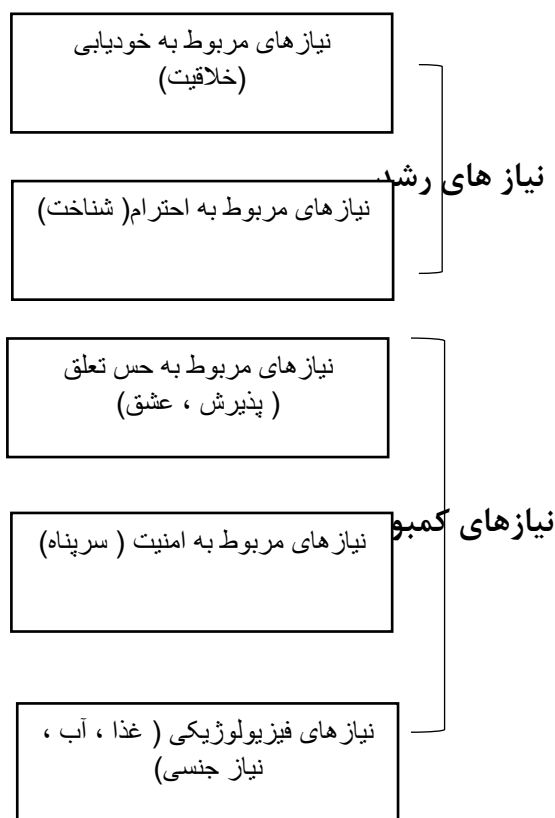 نیازهای مربوط به خودیابی
(خلاقیت)
نیاز های رشد
نیازهای مربوط به احترام( شناخت)
نیازهای مربوط به حس تعلق
( پذیرش ، عشق)
نیازهای کمبو
نیازهای مربوط به امنیت ( سرپناه)
نیازهای فیزیولوژیکی ( غذا ، آب ،
نیاز جنسی)